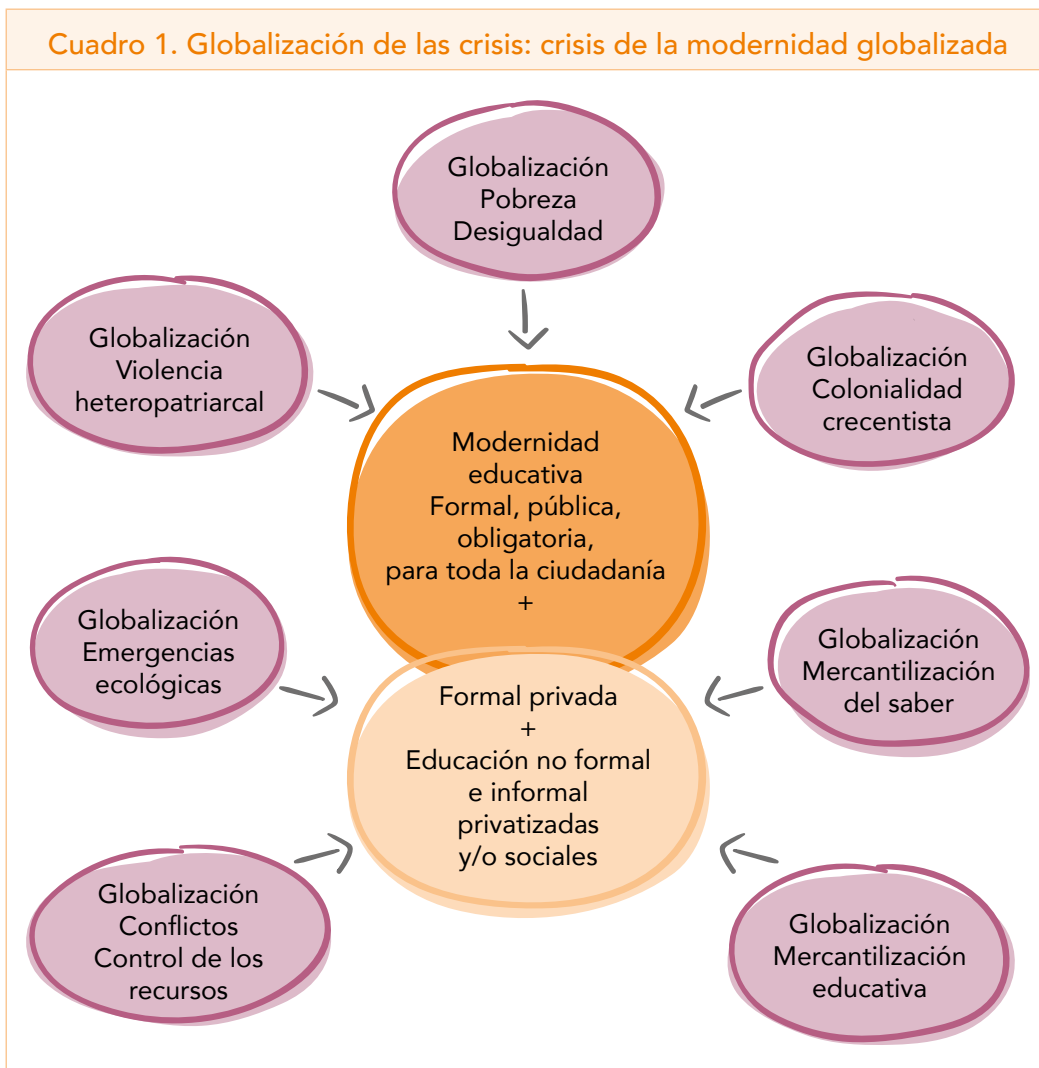 Cuadro 1. Globalización de las crisis: crisis de la modernidad globalizada
Globalización
Pobreza
Desigualdad
Globalización
Violencia
heteropatriarcal
Globalización
Colonialidad
crecentista
Modernidad
educativa
Formal, pública,
obligatoria,
para toda la ciudadanía
+
Globalización
Emergencias
ecológicas
Globalización
Mercantilización
del saber
Formal privada
+
Educación no formal
e informal
privatizadas
y/o sociales
Globalización
Conflictos
Control de los
recursos
Globalización
Mercantilización
educativa